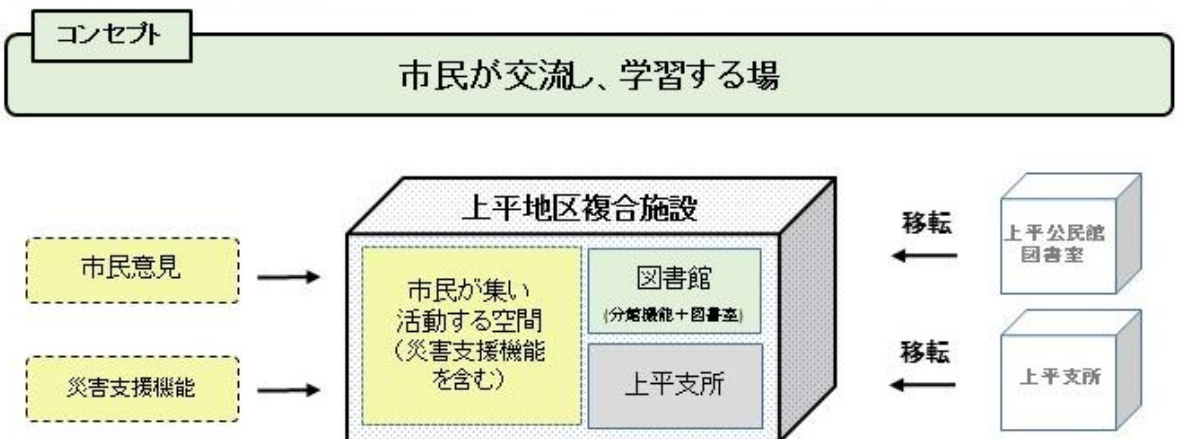 コンセプト
市民が交流し、学習する場
上平地区複合施設
市民意見
災害支援機能
市民が集い
活動する空間
（災害支援機能
を含む）
図書館
(分館機能＋図書室)
上平支所
移転
上平公民館
図書室
移転
上平支所